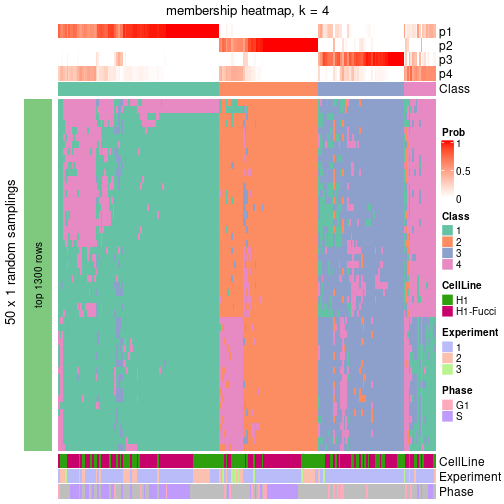 membership heatmap, k = 4
p1
p2
p3
p4
Class
50 x 1 random samplings
top 1300 rows
Prob
1
0.5
0
Class
1
2
3
4
CellLine
H1
H1-Fucci
Experiment
1
2
3
Phase
G1
S
CellLine
Experiment
Phase